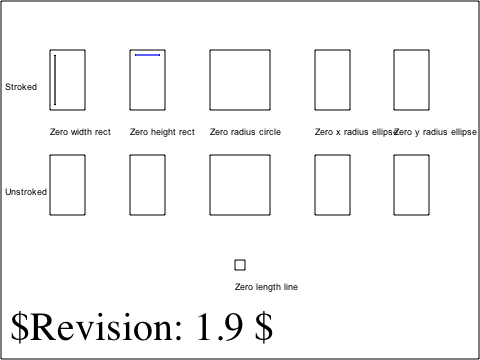 Stroked
Zero width rect
Zero height rect
Zero radius circle
Zero x radius ellipse
Zero y radius ellipse
Unstroked
Zero length line
$Revision: 1.9 $